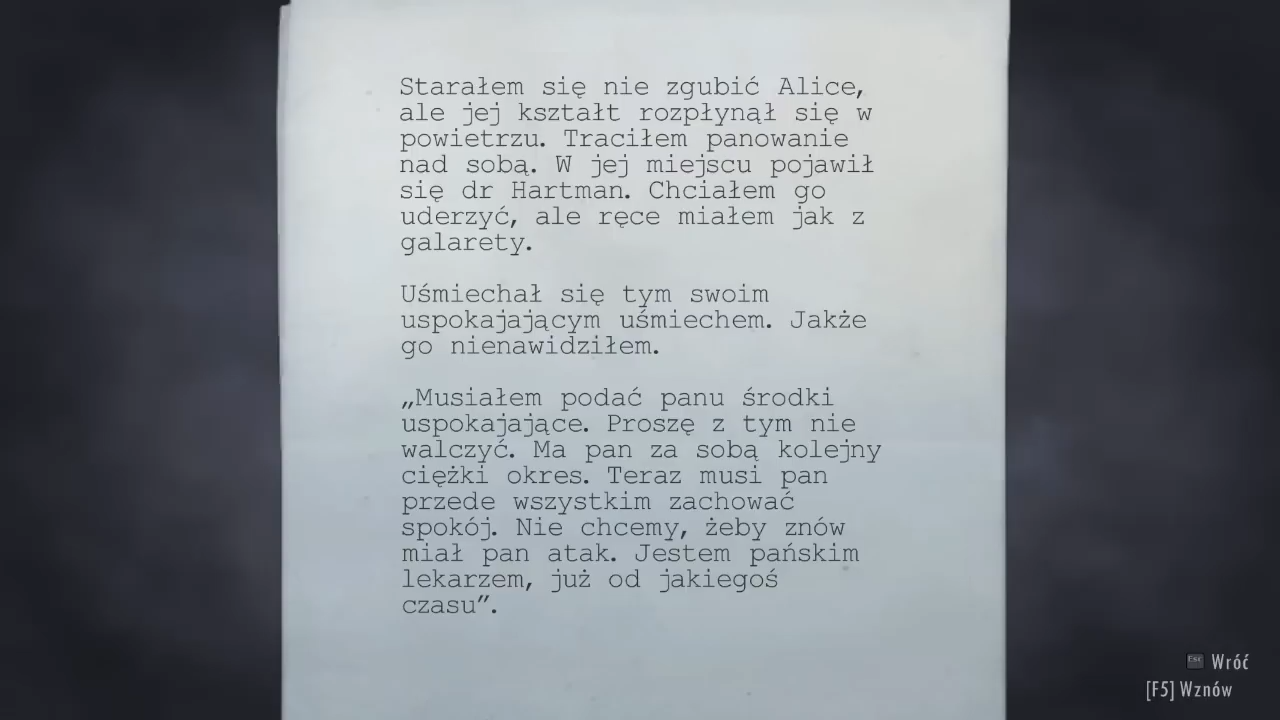 Starałem się nie zgubić Alice,
ale jej kształt rozpłynął się w
powietrzu. Traciłem panowanie
nad sobą. W jej miejscu pojawił
się dr Hartman. Chciałem go
uderzyć, ale ręce miałem jak z
galarety.
Uśmiechał się tym swoim
uspokajającym uśmiechem. Jakże
go nienawidziłem.
„Musiałem podać panu środki
uspokajające. Proszę z tym nie
walczyć. Ma pan za sobą kolejny
ciężki okres. Teraz musi pan
przede wszystkim zachować
spokój. Nie chcemy, żeby znów
miał pan atak. Jestem pańskim
lekarzem, już od jakiegoś
czasu”.
Esc Wróć
[F5] Wznów